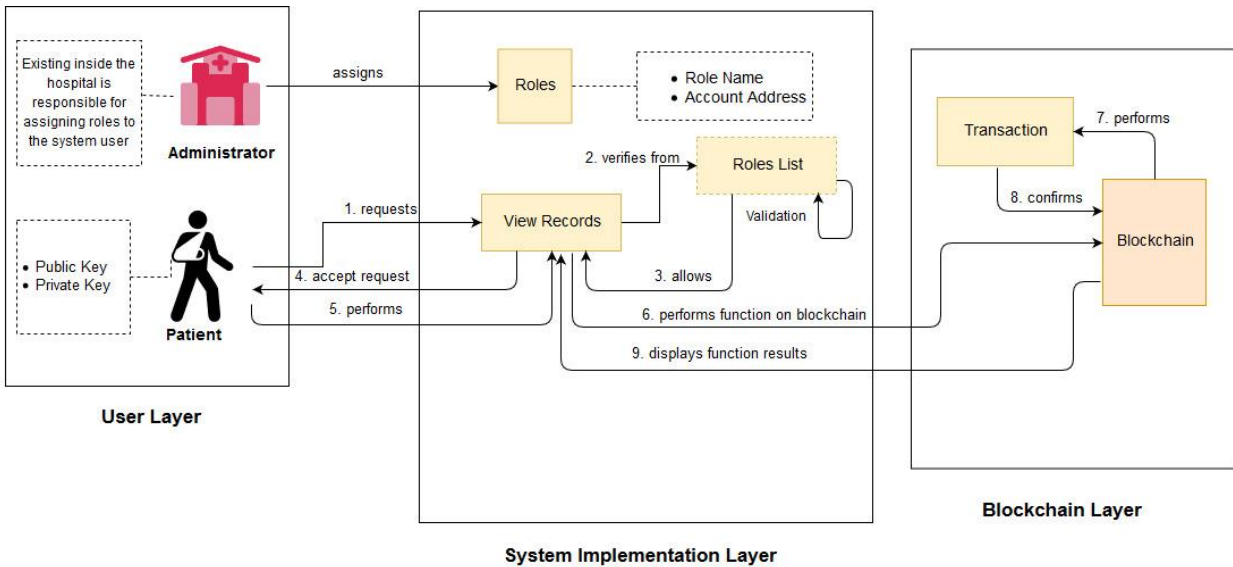 Existing inside the
hospital is
responsible for
assigning roles to
the system user
Administrator
assigns
Roles
• Role Name
• Account Address
2. verifies from
Roles List
Validation
1. requests
View Records
3. allows
4. accept request
5. performs
• Public Key
• Private Key
Patient
6. performs function on blockchain
9. displays function results
Transaction
7. performs
8. confirms
Blockchain
User Layer
System Implementation Layer
Blockchain Layer